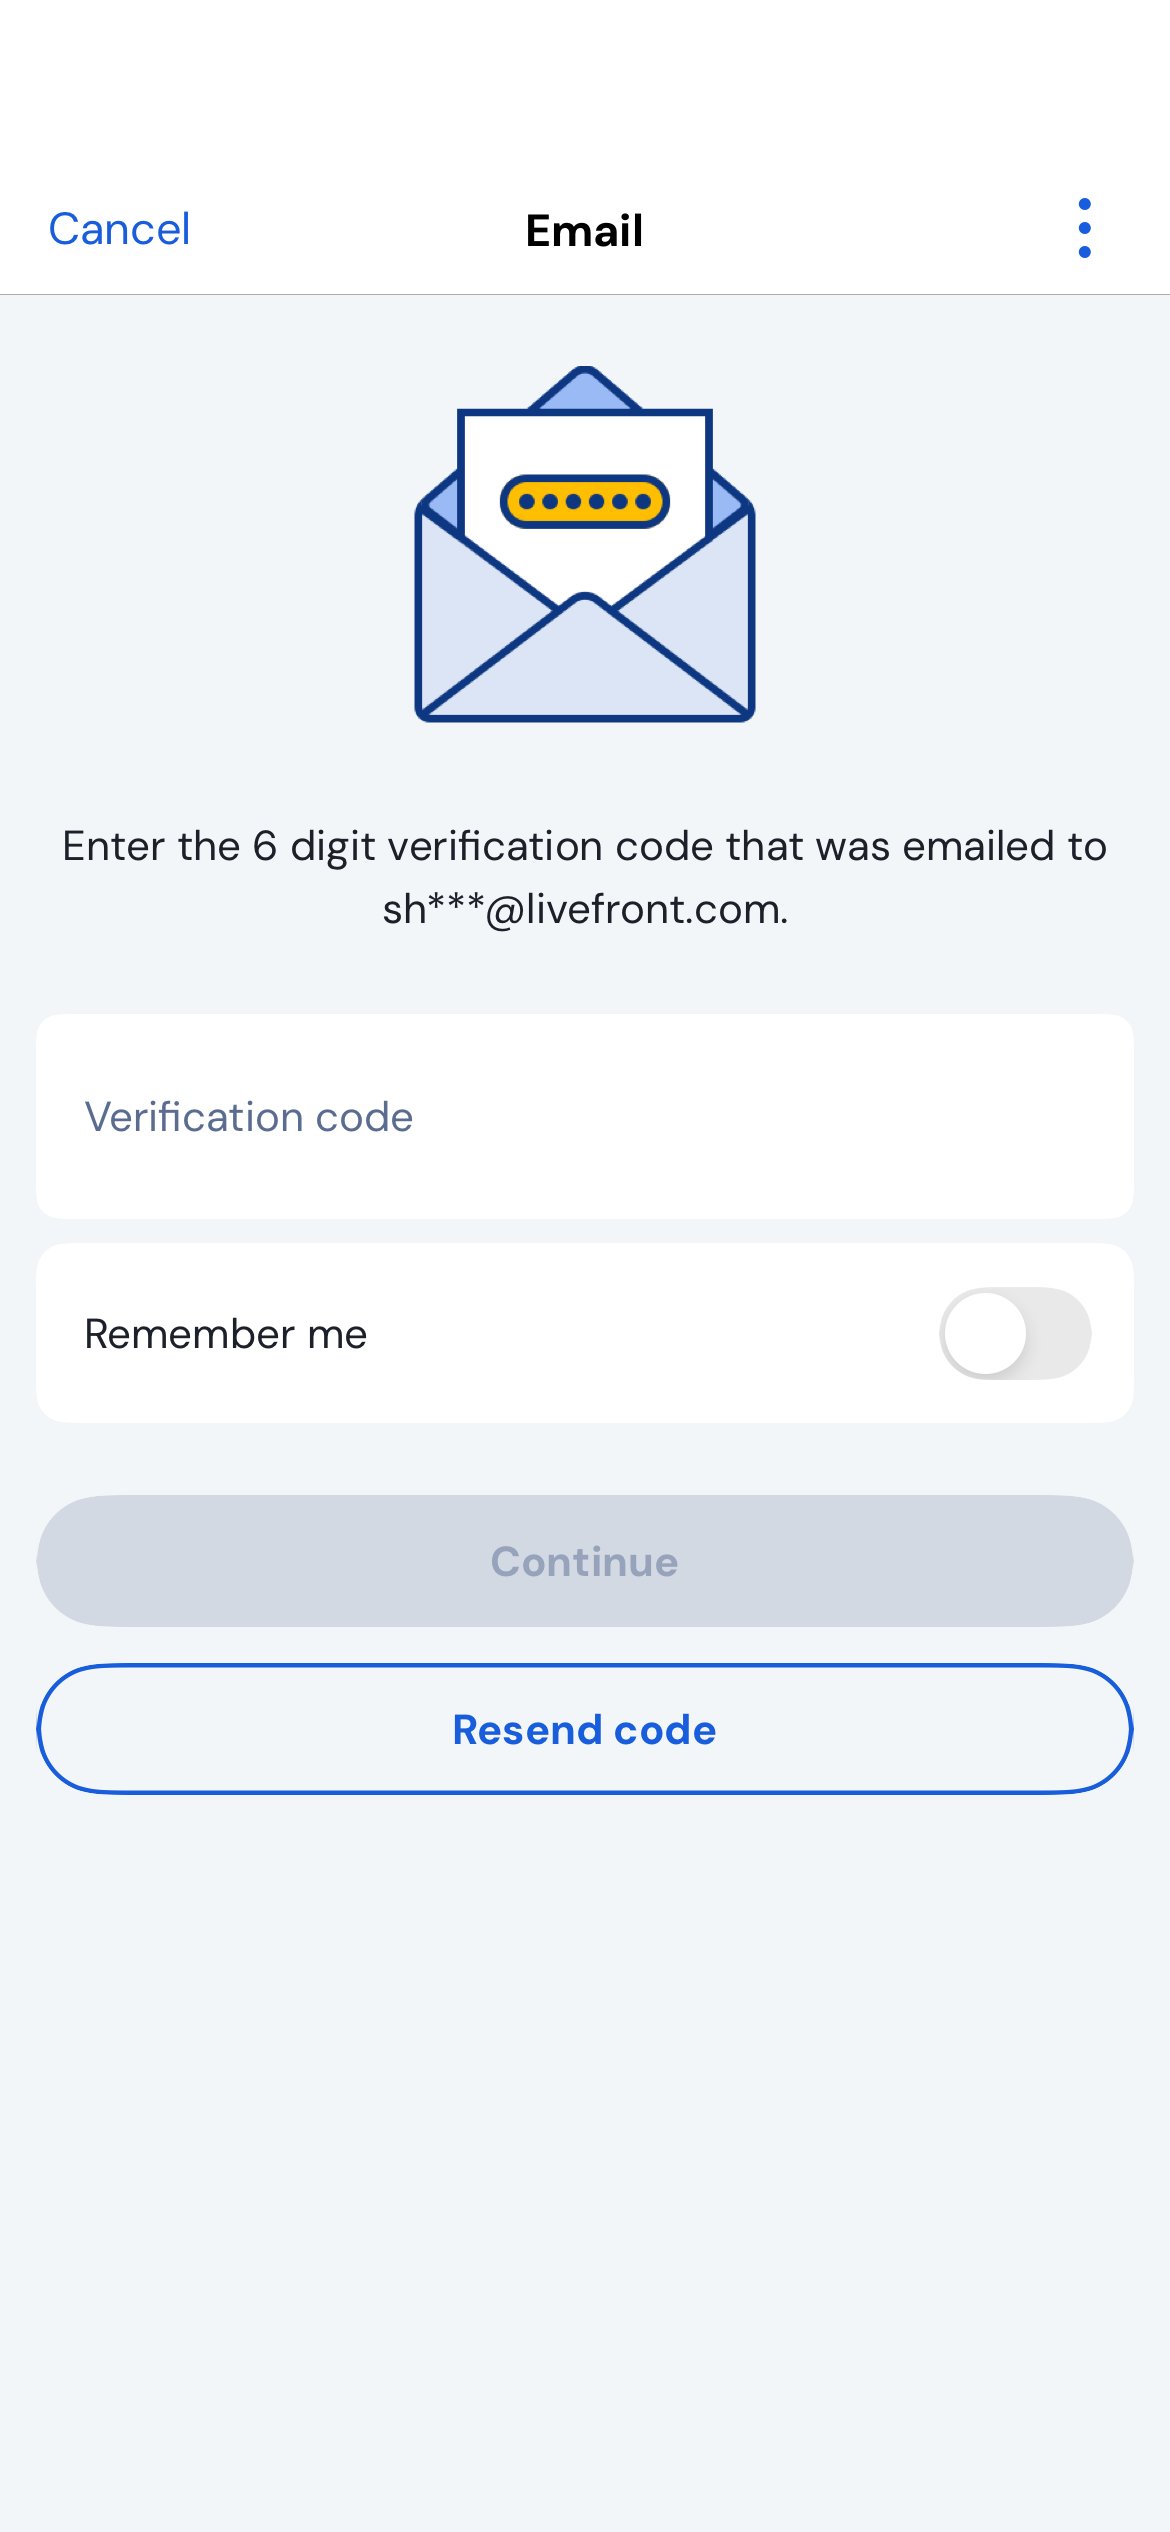 Cancel
Email
Enter the 6 digit verification code that was emailed to
sh***@livefront.com.
Verification code
Remember me
Continue
Resend code